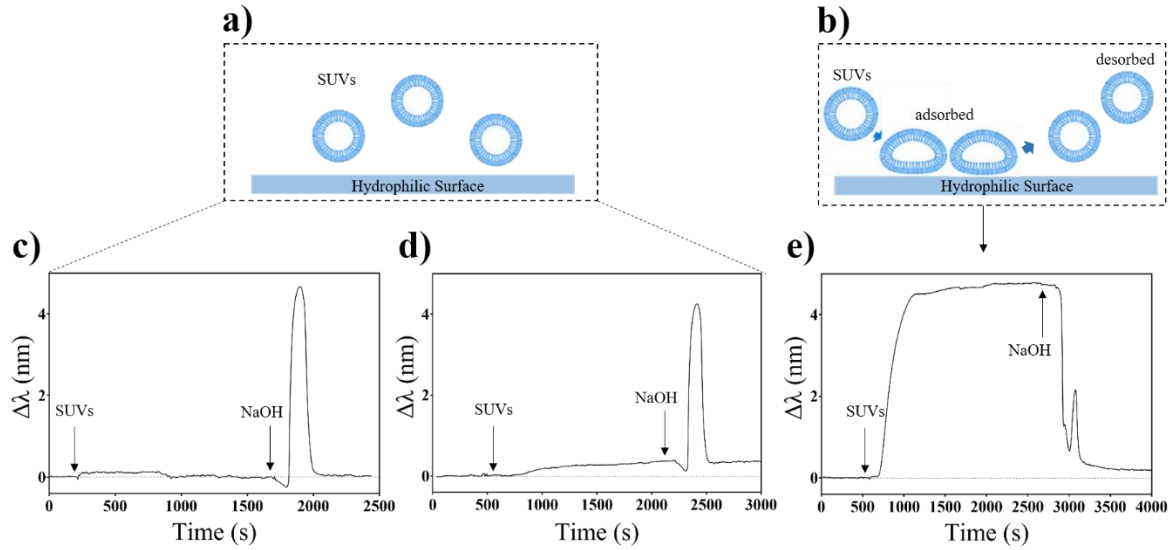 a)
SUVs
Hydrophilic Surface
b)
SUVs
adsorbed
desorbed
Hydrophilic Surface
c)
Δλ (nm)
4
2
0
SUVs
NaOH
0 500 1000 1500 2000 2500
Time (s)
d)
Δλ (nm)
4
2
0
SUVs
NaOH
0 500 1000 1500 2000 2500 3000
Time (s)
e)
Δλ (nm)
4
2
0
SUVs
NaOH
0 500 1000 1500 2000 2500 3000 3500 4000
Time (s)